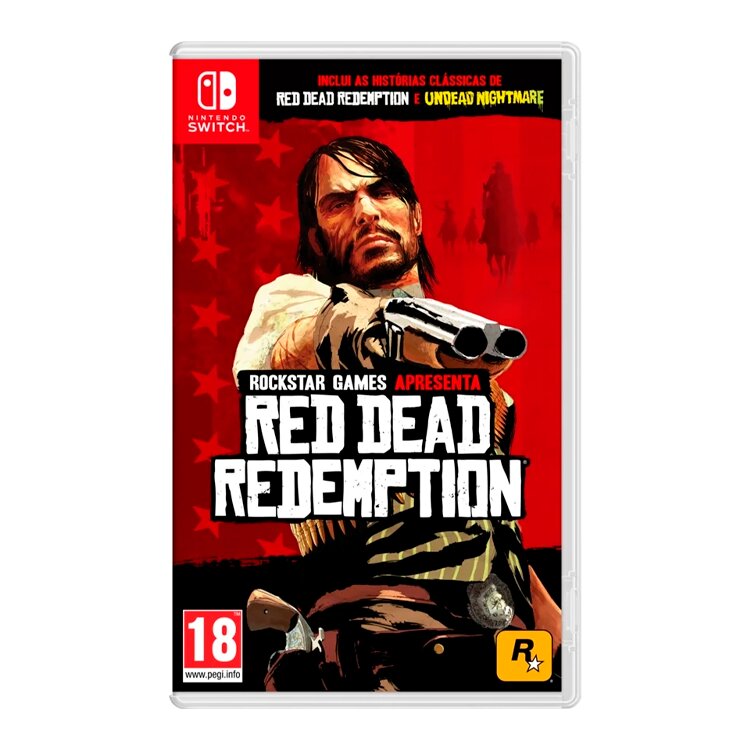 NINTENDO
SWITCH™
INCLUI AS HISTÓRIAS CLÁSSICAS DE
RED DEAD REDEMPTION E UNDEAD NIGHTMARE
ROCKSTAR GAMES APRESENTA
RED DEAD
REDEMPTION®
18
www.pegi.info
R